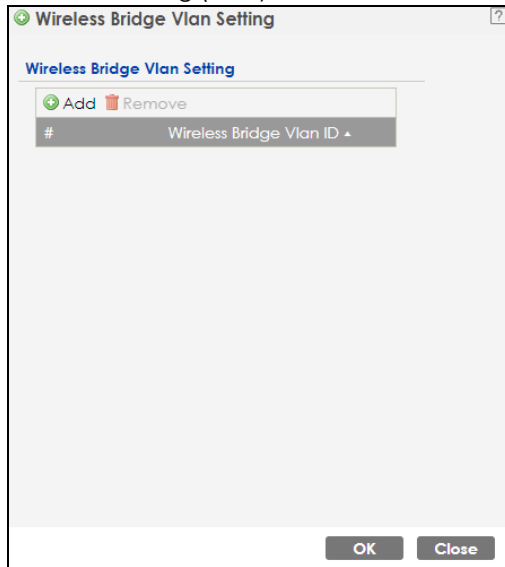 Wireless Bridge Vlan Setting
?
Wireless Bridge Vlan Setting
Add Remove
# Wireless Bridge Vlan ID
OK Close